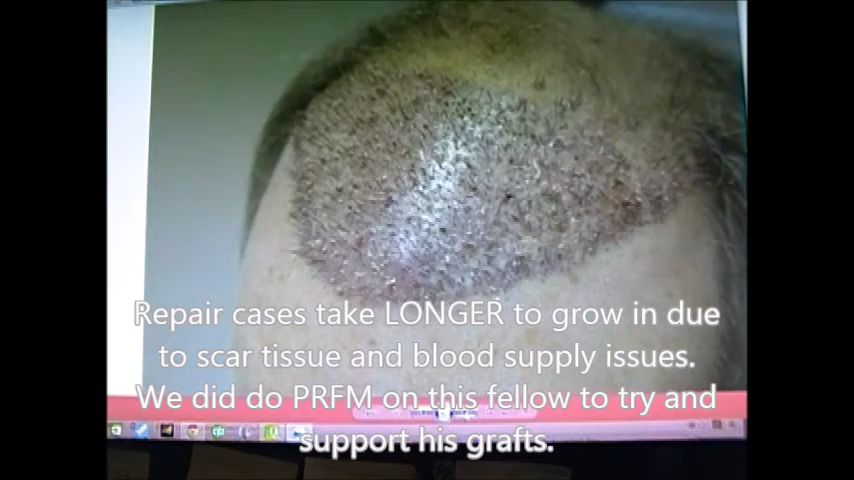 Repair cases take LONGER to grow in due
to scar tissue and blood supply issues.
We did do PRFM on this fellow to try and
support his grafts.